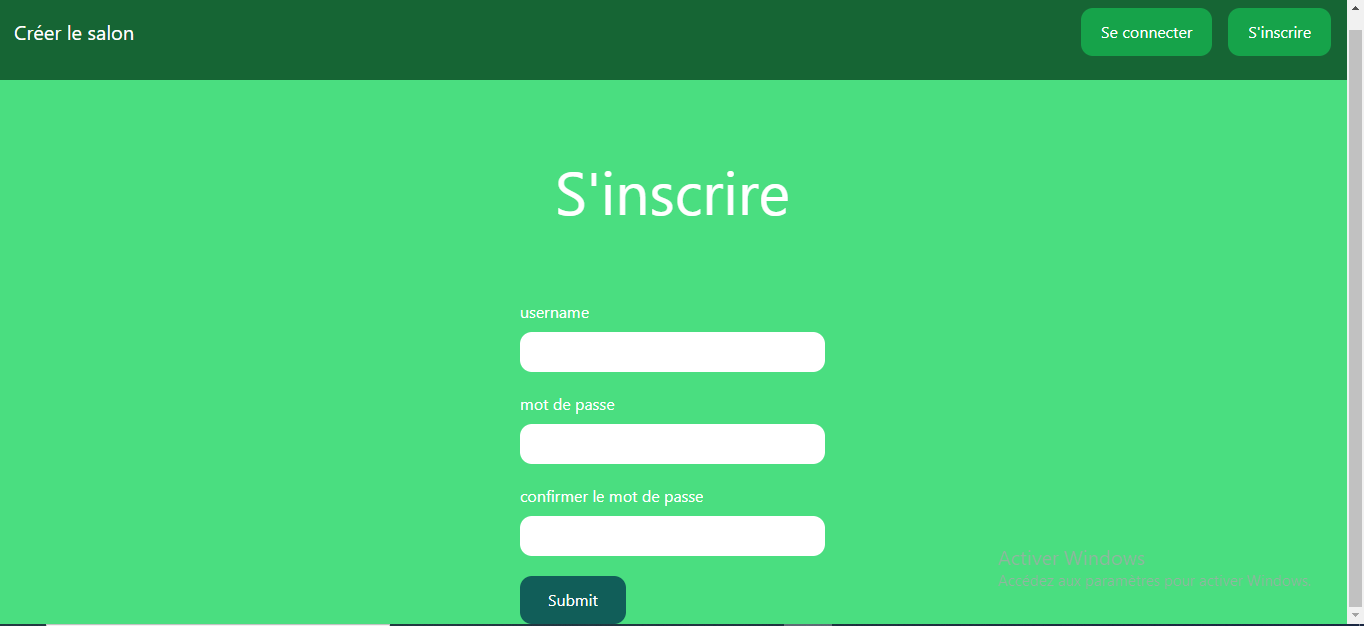 Créer le salon
Se connecter
S'inscrire
S'inscrire
username
mot de passe
confirmer le mot de passe
Submit
Activer Windows
Accédez aux paramètres pour activer Windows.